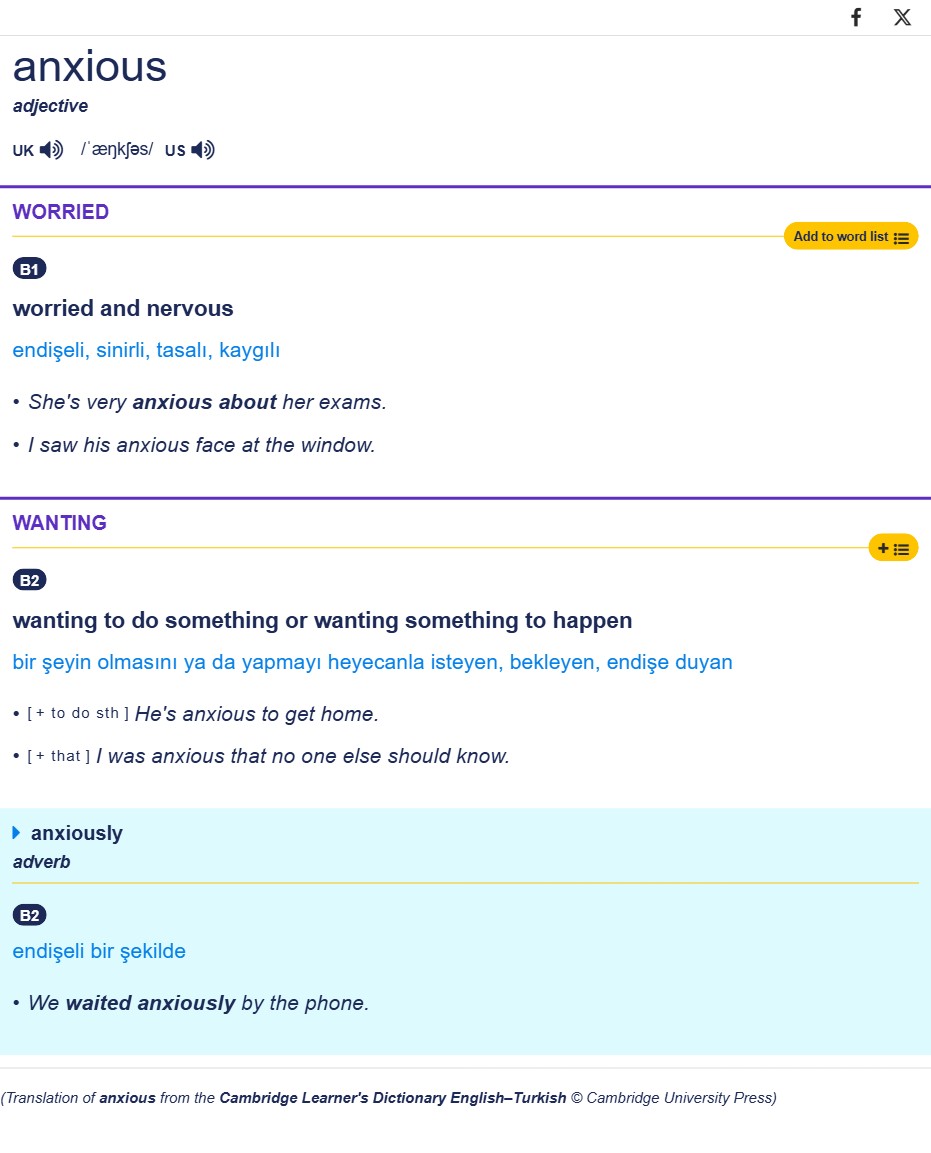 anxious
adjective
UK /ˈæŋkʃəs/ US
WORRIED
Add to word list
B1
worried and nervous
endişeli, sinirli, tasalı, kaygılı
• She's very anxious about her exams.
• I saw his anxious face at the window.
WANTING
+
B2
wanting to do something or wanting something to happen
bir şeyin olmasını ya da yapmayı heyecanla isteyen, bekleyen, endişe duyan
• [ + to do sth ] He's anxious to get home.
• [ + that ] I was anxious that no one else should know.
anxiously
adverb
B2
endişeli bir şekilde
• We waited anxiously by the phone.
(Translation of anxious from the Cambridge Learner's Dictionary English–Turkish © Cambridge University Press)